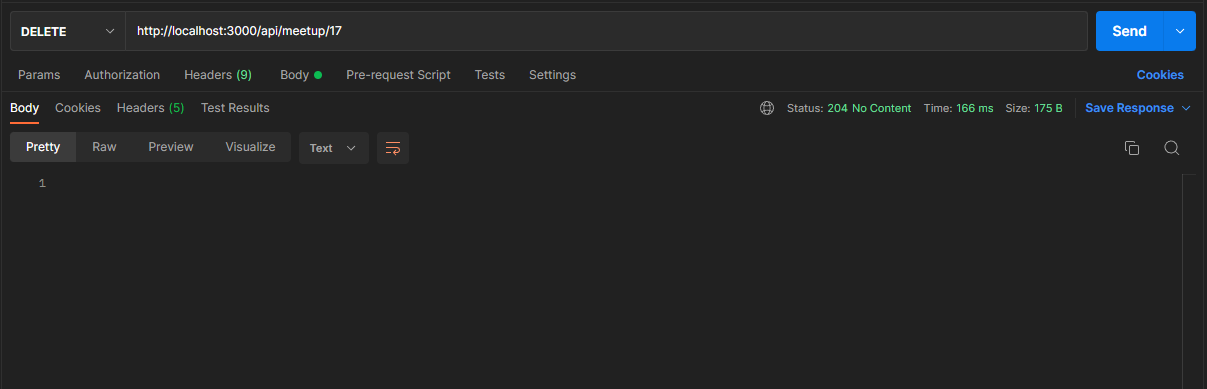 DELETE http://localhost:3000/api/meetup/17 Send
Params Authorization Headers (9) Body Pre-request Script Tests Settings Cookies
Body Cookies Headers (5) Test Results Status: 204 No Content Time: 166 ms Size: 175 B Save Response
Pretty Raw Preview Visualize Text
1